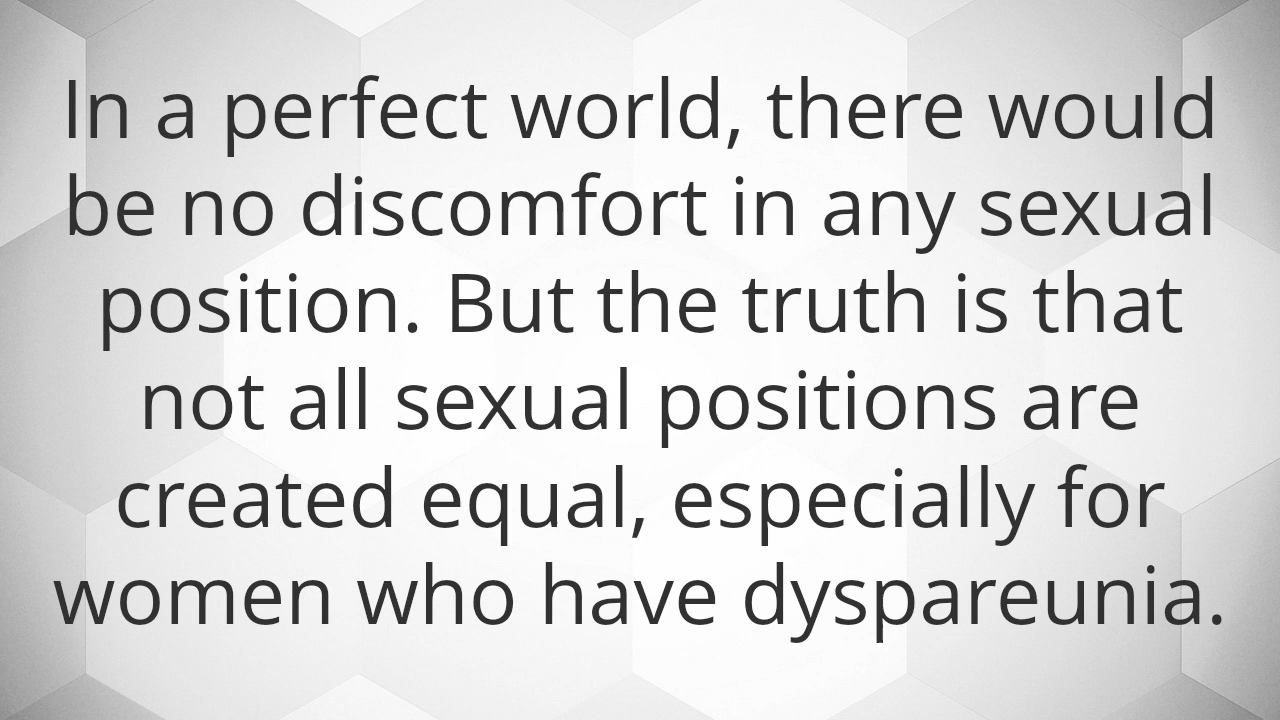 In a perfect world, there would
be no discomfort in any sexual
position. But the truth is that
not all sexual positions are
created equal, especially for
women who have dyspareunia.